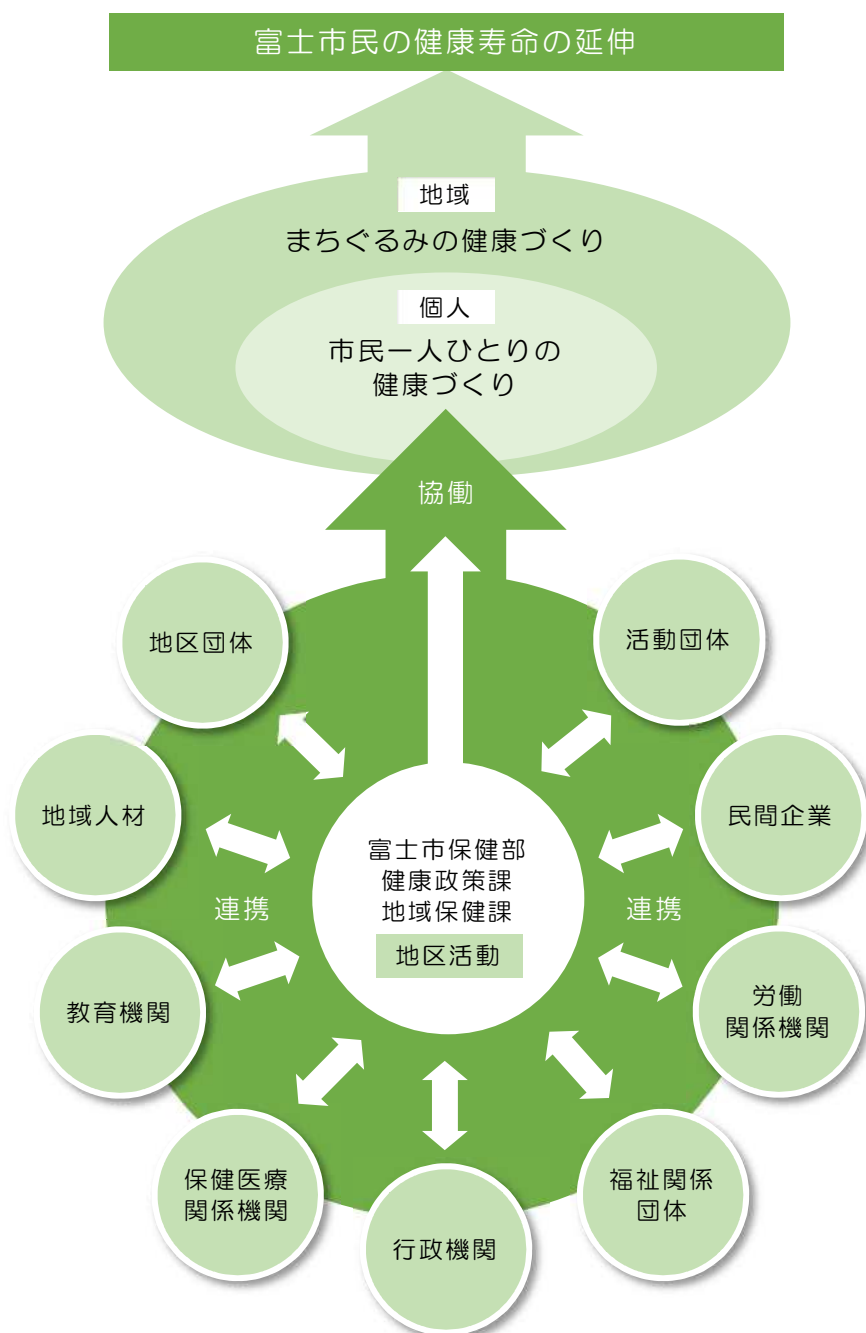 富士市民の健康寿命の延伸
地域
まちぐるみの健康づくり
個人
市民一人ひとりの
健康づくり
協働
地区団体
活動団体
地域人材
民間企業
富士市保健部
健康政策課
地域保健課
地区活動
連携
連携
教育機関
労働
関係機関
保健医療
関係機関
福祉関係
団体
行政機関